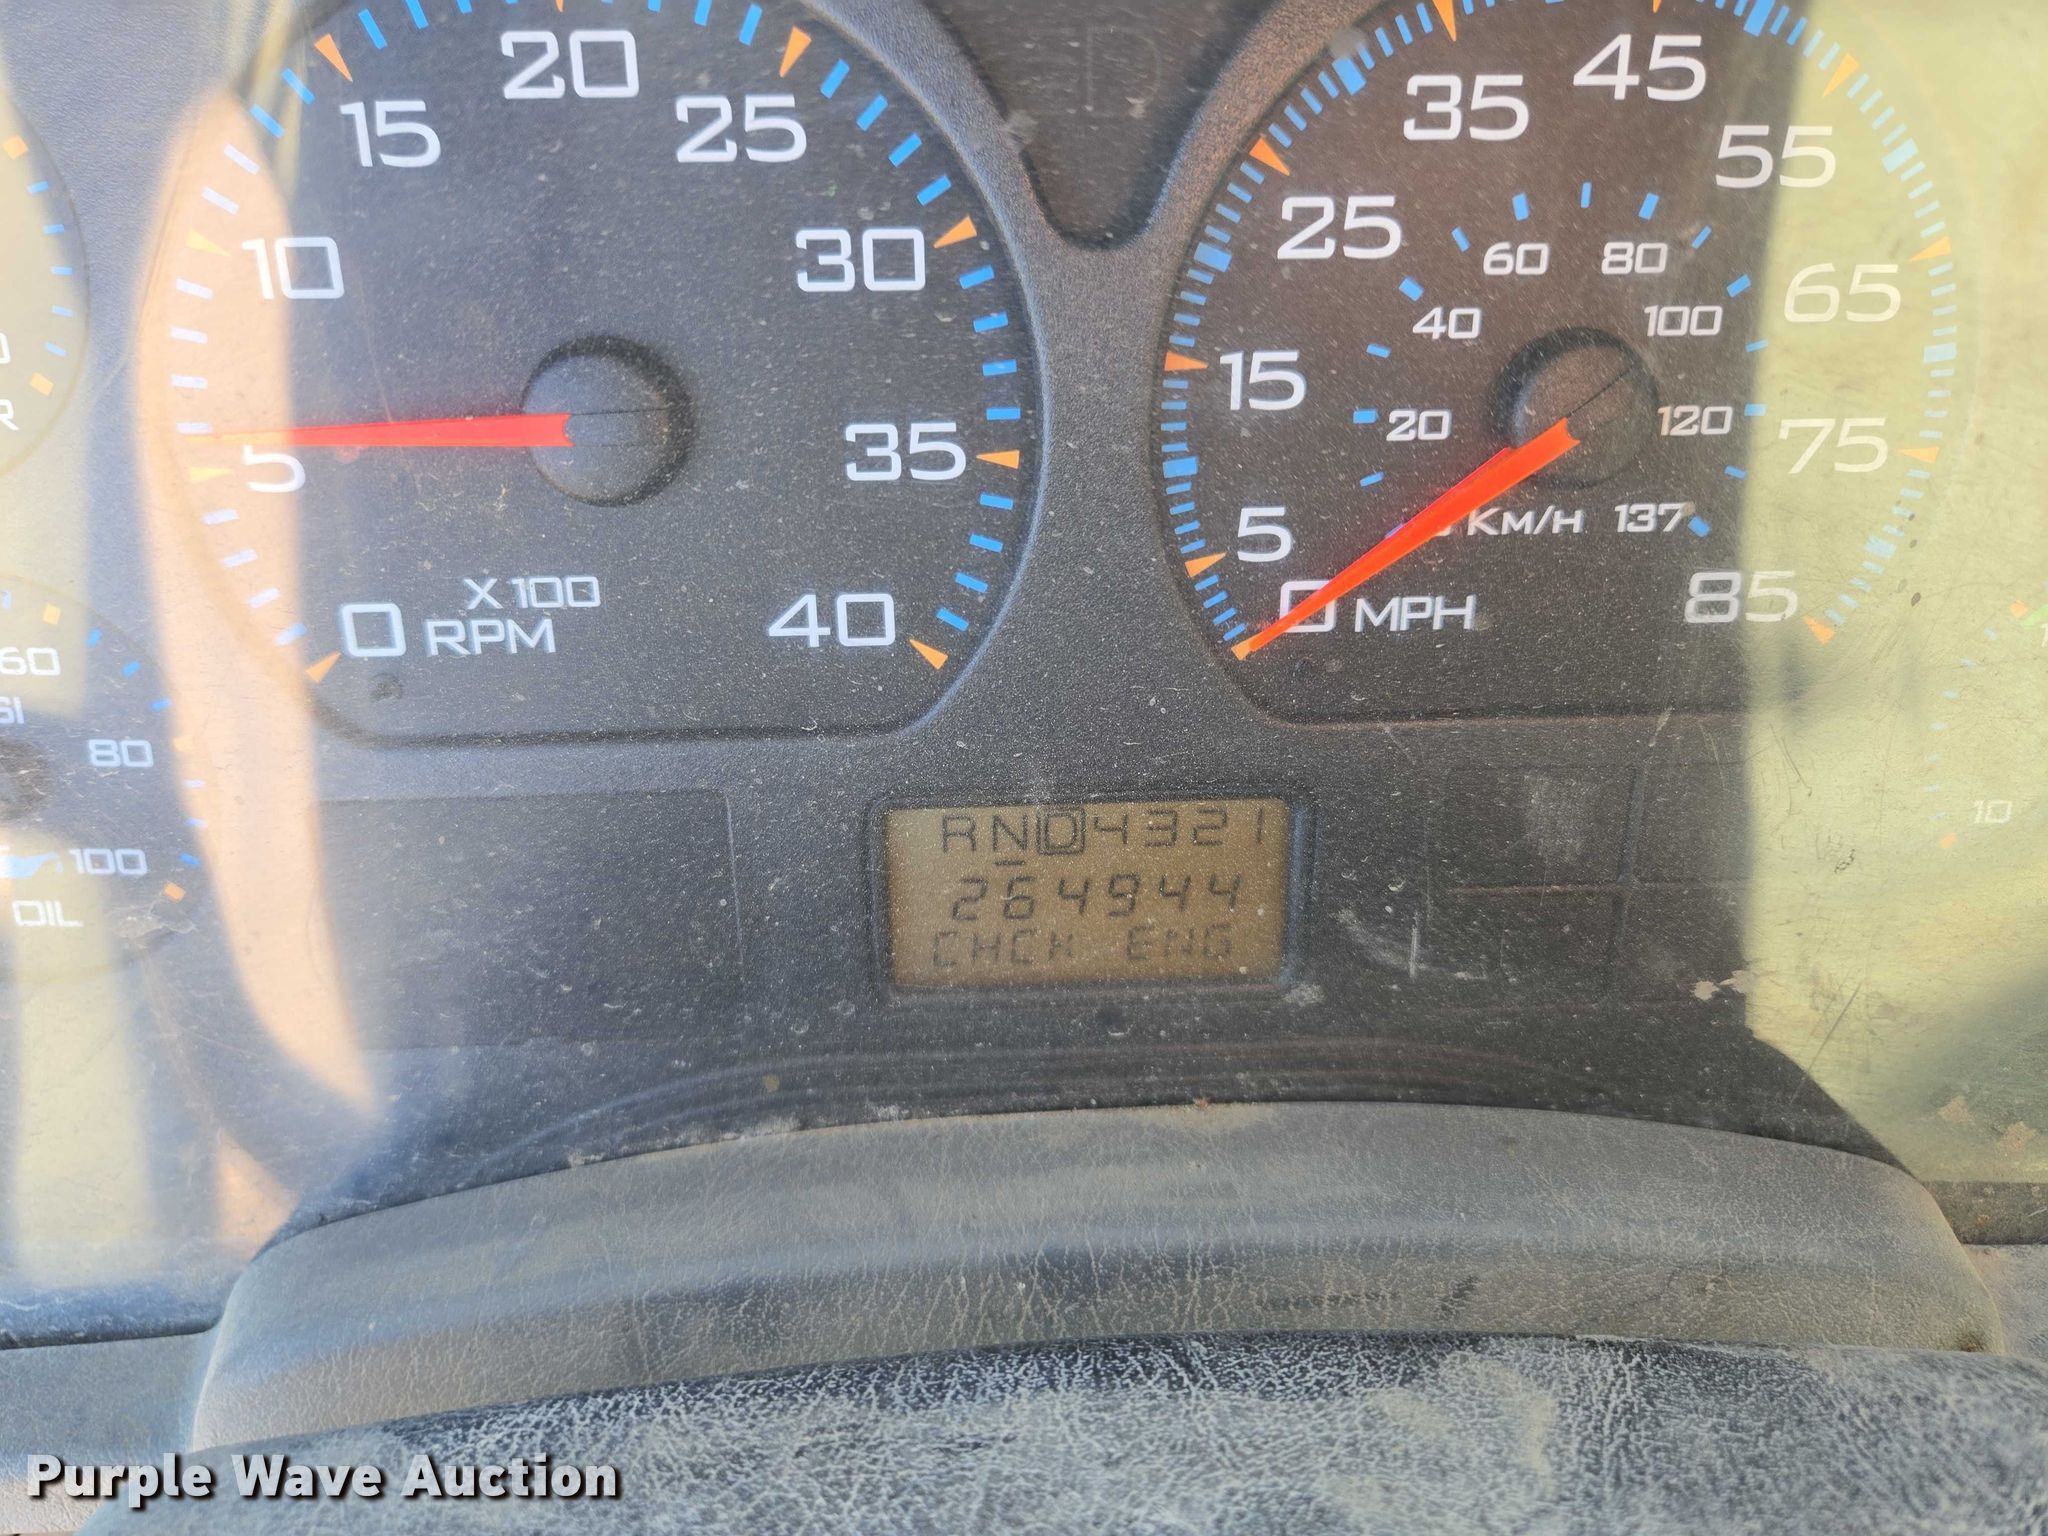 0 5 10 15 20 25 30 35 40
X 100
RPM
5 15 25 35 45 55 65 75 85
20 40 60 80 100 120 137
KM/H
0 MPH
60
80
100
OIL
10
RND4321
264944
CHCK ENG
Purple Wave Auction